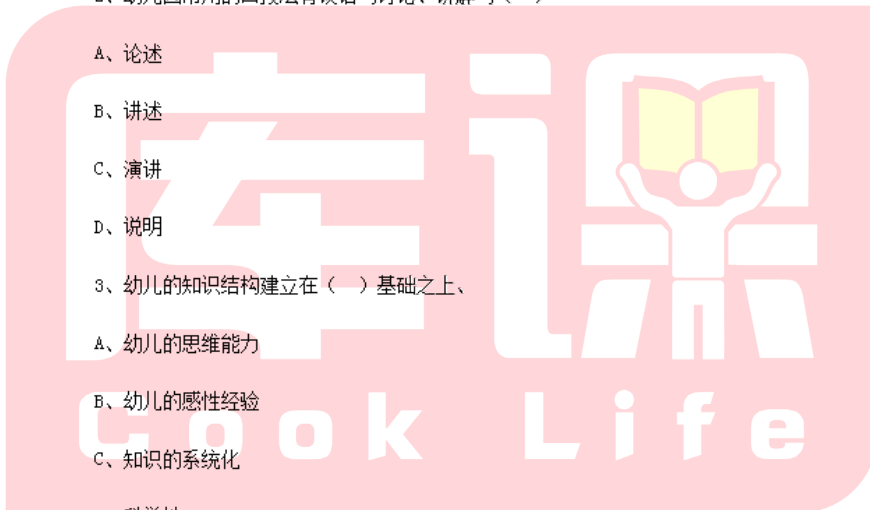 A、论述
B、讲述
C、演讲
D、说明
3、幼儿的知识结构建立在（ ）基础之上、
A、幼儿的思维能力
B、幼儿的感性经验
C、知识的系统化
库课
Cook Life